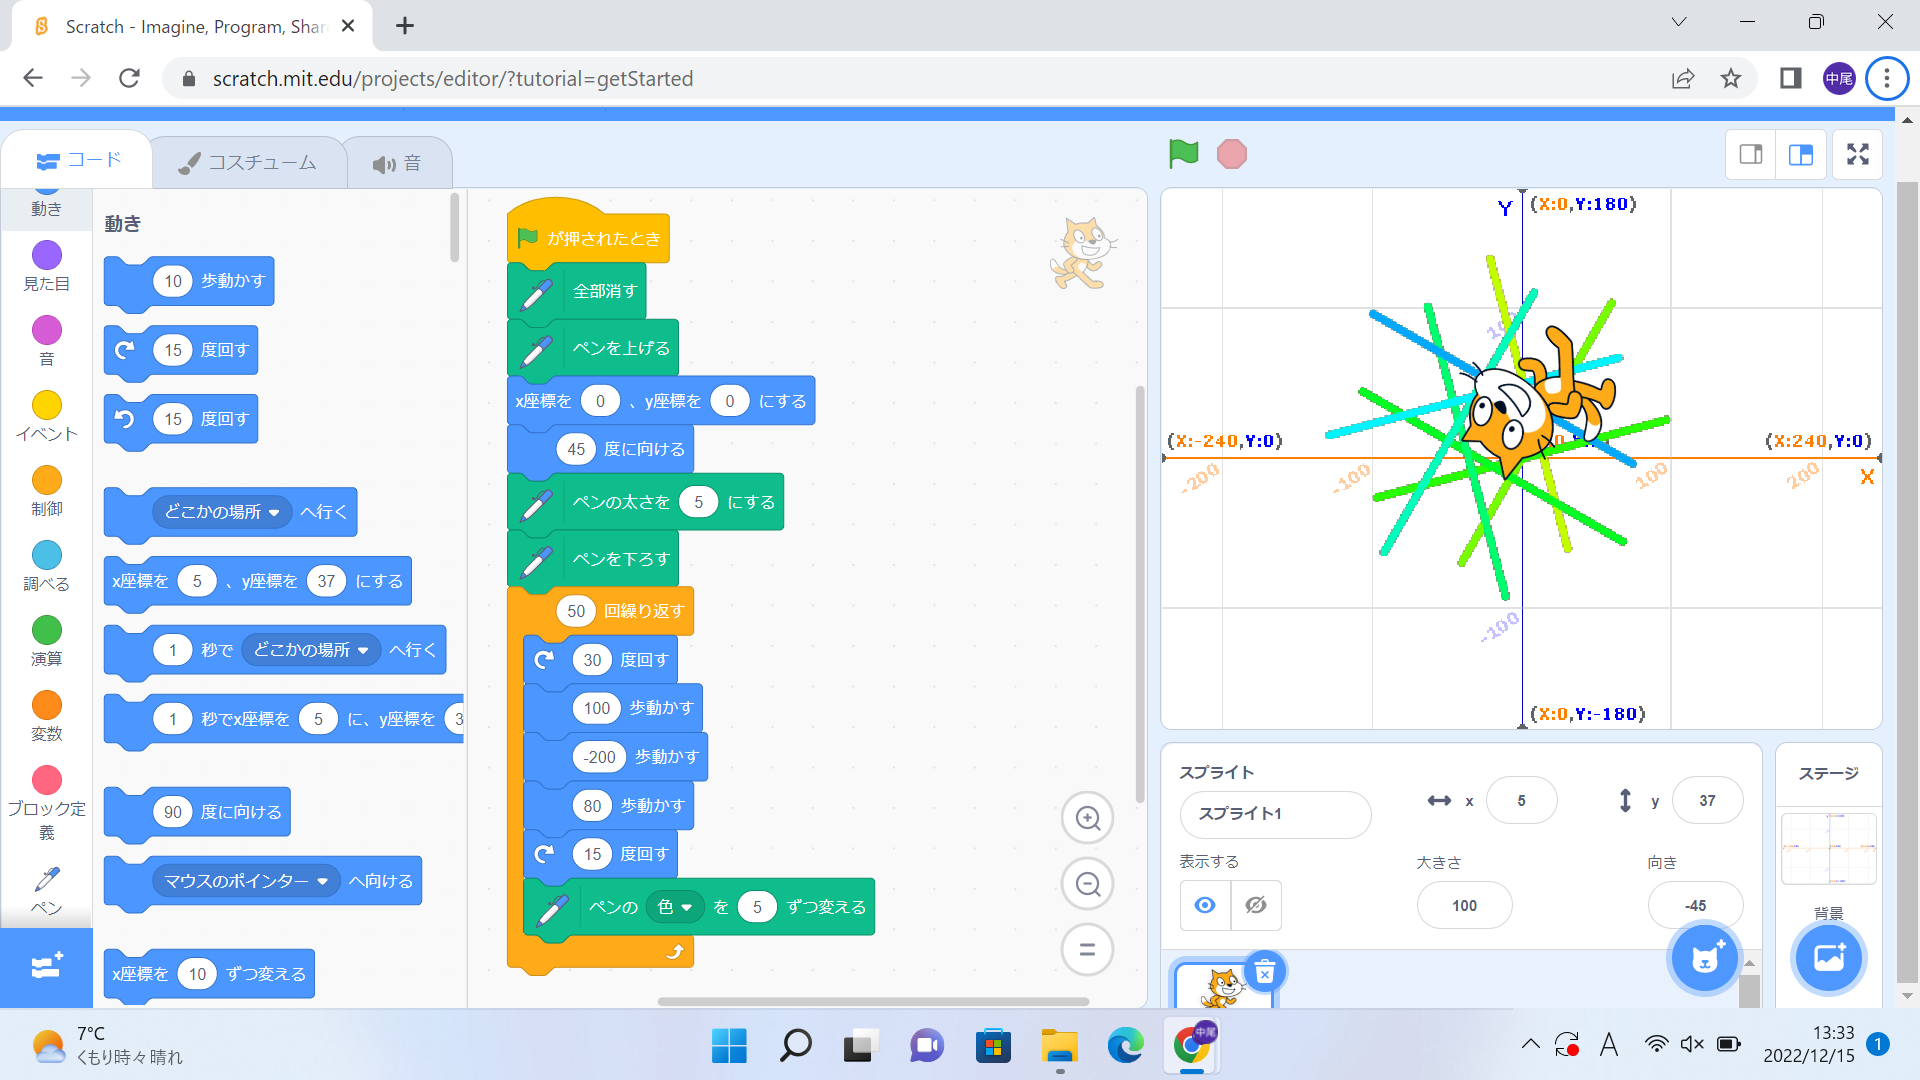 Scratch - Imagine, Program, Shar
scratch.mit.edu/projects/editor/?tutorial=getStarted
中尾
コード
コスチューム
音
動き
見た目
音
イベント
制御
調べる
演算
変数
ブロック定義
ペン
動き
10 歩動かす
15 度回す
15 度回す
どこかの場所 へ行く
x座標を 5 、y座標を 37 にする
1 秒で どこかの場所 へ行く
1 秒でx座標を 5 に、y座標を 3
90 度に向ける
マウスのポインター へ向ける
x座標を 10 ずつ変える
が押されたとき
全部消す
ペンを上げる
x座標を 0 、y座標を 0 にする
45 度に向ける
ペンの太さを 5 にする
ペンを下ろす
50 回繰り返す
30 度回す
100 歩動かす
-200 歩動かす
80 歩動かす
15 度回す
ペンの 色 を 5 ずつ変える
Y (X:0,Y:180)
(X:-240,Y:0)
(X:240,Y:0)
-200
-100
100
200
X
-100
(X:0,Y:-180)
スプライト
スプライト1
x 5
y 37
表示する
大きさ 100
向き -45
ステージ
背景
7°C
くもり時々晴れ
中尾
A
13:33
2022/12/15
1